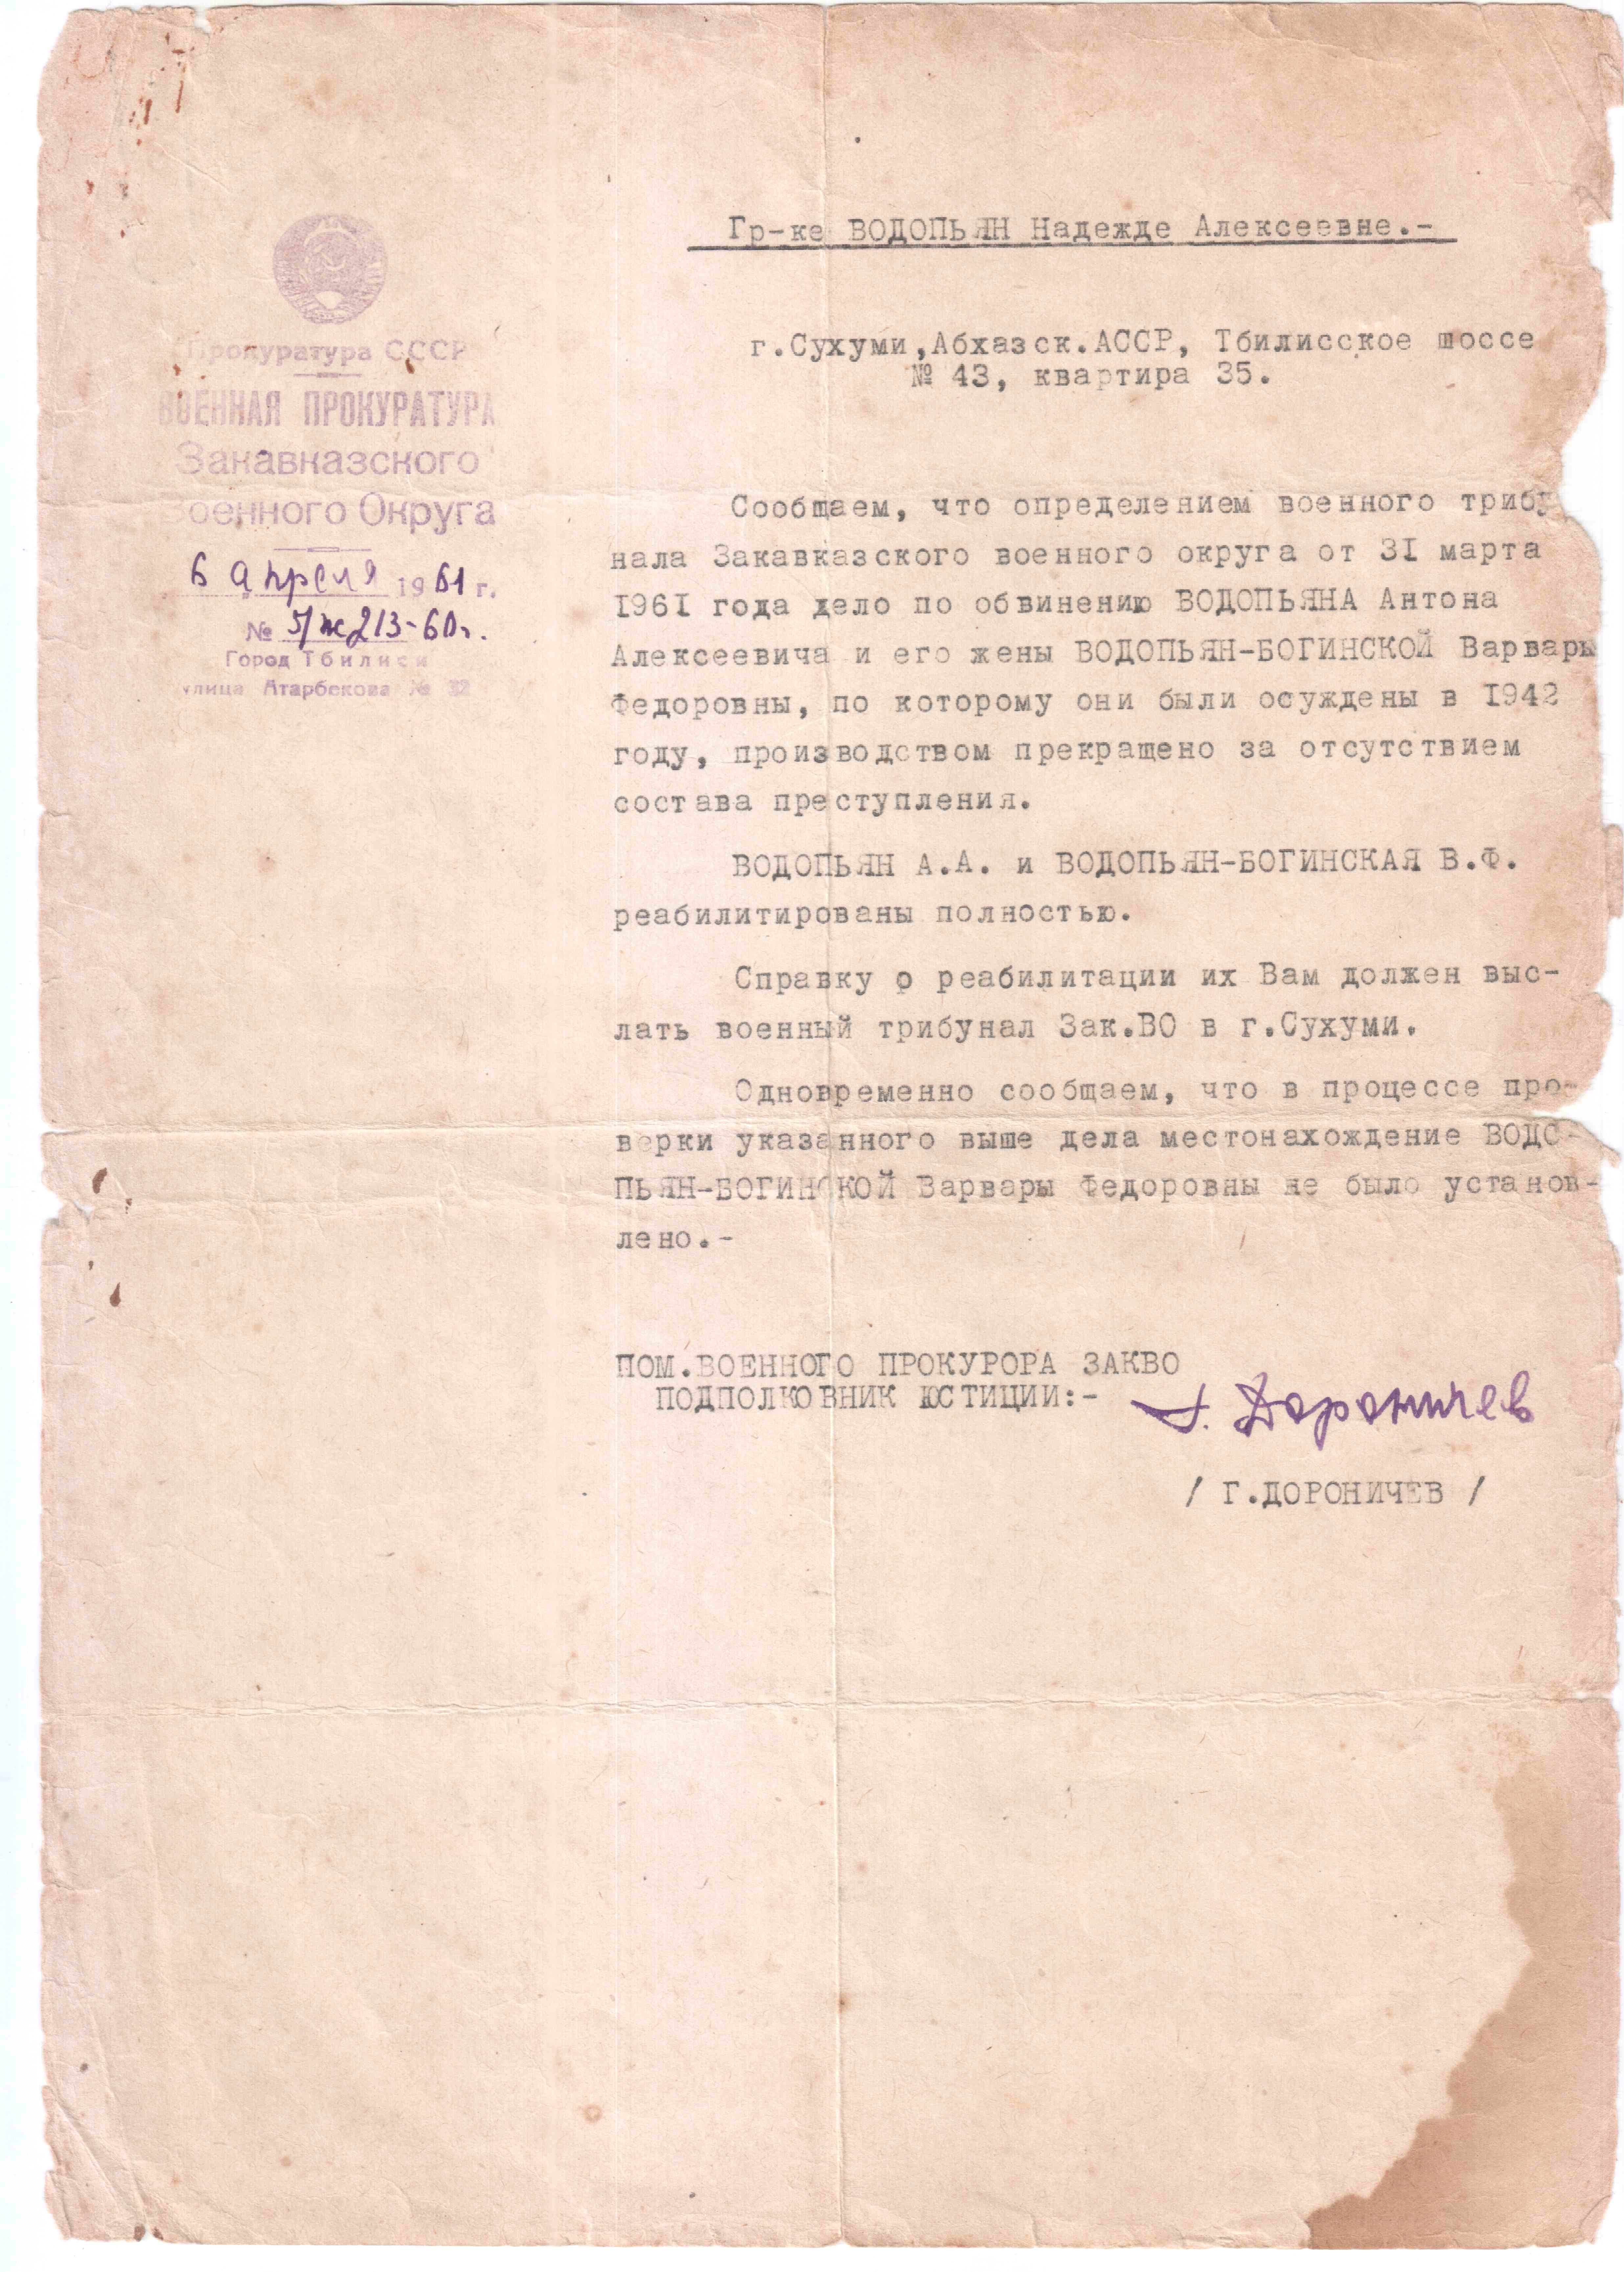 Гр-ке ВОДОПЬЯН Надежде Алексеевне.-
г.Сухуми,Абхазск.АССР, Тбилисское шоссе
№ 43, квартира 35.
Прокуратура СССР
ВОЕННАЯ ПРОКУРАТУРА
Закавказского
оенного Округа
6 апреля 1961 г.
№ 5/ж213-60г.
Город Тбилиси
улица Атарбекова № 32
Сообщаем, что определением военного трибу
нала Закавказского военного округа от 3I марта
I96I года дело по обвинению ВОДОПЬЯНА Антона
Алексеевича и его жены ВОДОПЬЯН-БОГИНСКОЙ Варвары
Федоровны, по которому они были осуждены в I942
году, производством прекращено за отсутствием
состава преступления.
ВОДОПЬЯН А.А. и ВОДОПЬЯН-БОГИНСКАЯ В.Ф.
реабилитированы полностью.
Справку о реабилитации их Вам должен выс-
лать военный трибунал Зак.ВО в г.Сухуми.
Одновременно сообщаем, что в процессе про-
верки указанного выше дела местонахождение ВОДО-
ПЬЯН-БОГИНСКОЙ Варвары Федоровны не было установ-
лено.-
ПОМ.ВОЕННОГО ПРОКУРОРА ЗАКВО
ПОДПОЛКОВНИК ЮСТИЦИИ:-
Г. Дороничев
/ Г.ДОРОНИЧЕВ /